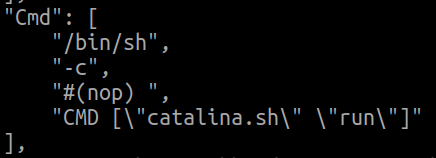 "Cmd": [
"/bin/sh",
"-c",
"#(nop) ",
"CMD [\"catalina.sh\" \"run\"]"
],